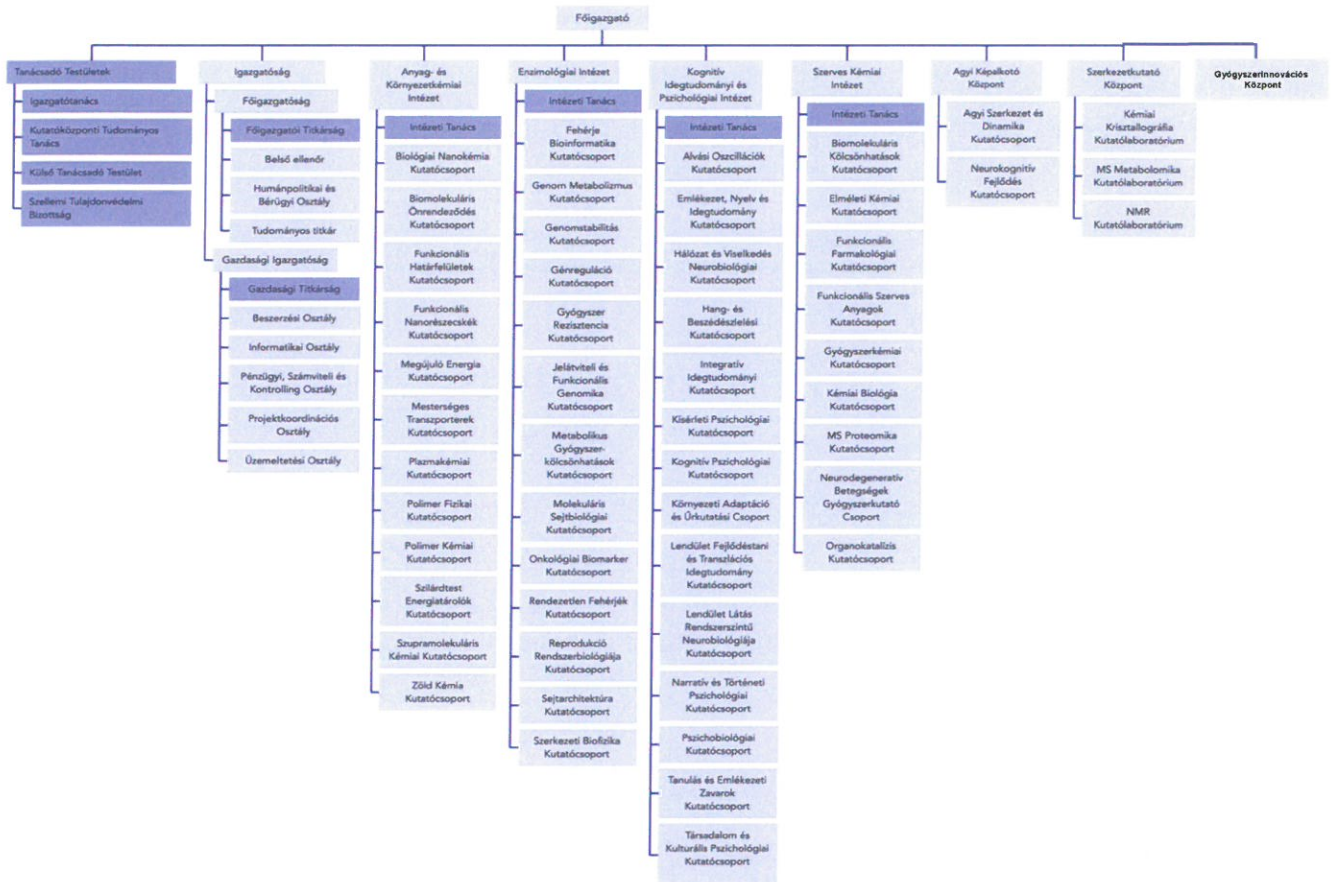 Főigazgató
Tanácsadó Testületek
Igazgatótanács
Kutatóközponti Tudományos
Tanács
Külső Tanácsadó Testület
Szellemi Tulajdonvédelmi
Bizottság
Igazgatóság
Főigazgatóság
Főigazgatói Titkárság
Belső ellenőr
Humánpolitikai és
Bérügyi Osztály
Tudományos titkár
Gazdasági Igazgatóság
Gazdasági Titkárság
Beszerzési Osztály
Informatikai Osztály
Pénzügyi, Számviteli és
Kontrolling Osztály
Projektkoordinációs
Osztály
Üzemeltetési Osztály
Anyag- és
Környezetkémiai
Intézet
Intézeti Tanács
Biológiai Nanokémia
Kutatócsoport
Biomolekuláris
Önrendeződés
Kutatócsoport
Funkcionális
Határfelületek
Kutatócsoport
Funkcionális
Nanorészecskék
Kutatócsoport
Megújuló Energia
Kutatócsoport
Mesterséges
Transzporterek
Kutatócsoport
Plazmakémiai
Kutatócsoport
Polimer Fizikai
Kutatócsoport
Polimer Kémiai
Kutatócsoport
Szilárdtest
Energiatárolók
Kutatócsoport
Szupramolekuláris
Kémiai Kutatócsoport
Zöld Kémia
Kutatócsoport
Enzimológiai Intézet
Intézeti Tanács
Fehérje
Bioinformatika
Kutatócsoport
Genom Metabolizmus
Kutatócsoport
Genomstabilitás
Kutatócsoport
Génreguláció
Kutatócsoport
Gyógyszer
Rezisztencia
Kutatócsoport
Jelátviteli és
Funkcionális
Genomika
Kutatócsoport
Metabolikus
Gyógyszer-
kölcsönhatások
Kutatócsoport
Molekuláris
Sejtbiológiai
Kutatócsoport
Onkológiai Biomarker
Kutatócsoport
Rendezetlen Fehérjék
Kutatócsoport
Reprodukció
Rendszerbiológiája
Kutatócsoport
Sejtarchitektúra
Kutatócsoport
Szerkezeti Biofizika
Kutatócsoport
Kognitív
Idegtudományi és
Pszichológiai Intézet
Intézeti Tanács
Alvási Oszcillációk
Kutatócsoport
Emlékezet, Nyelv és
Idegtudomány
Kutatócsoport
Hálózat és Viselkedés
Neurobiológiai
Kutatócsoport
Hang- és
Beszédészlelési
Kutatócsoport
Integratív
Idegtudományi
Kutatócsoport
Kísérleti Pszichológiai
Kutatócsoport
Kognitív Pszichológiai
Kutatócsoport
Környezeti Adaptáció
és Űrkutatási Csoport
Lendület Fejlődéstani
és Transzlációs
Idegtudomány
Kutatócsoport
Lendület Látás
Rendszerszintű
Neurobiológiája
Kutatócsoport
Narratív és Történeti
Pszichológiai
Kutatócsoport
Pszichobiológiai
Kutatócsoport
Tanulás és Emlékezeti
Zavarok
Kutatócsoport
Társadalom és
Kulturális Pszichológiai
Kutatócsoport
Szerves Kémiai
Intézet
Intézeti Tanács
Biomolekuláris
Kölcsönhatások
Kutatócsoport
Elméleti Kémiai
Kutatócsoport
Funkcionális
Farmakológiai
Kutatócsoport
Funkcionális Szerves
Anyagok
Kutatócsoport
Gyógyszerkémiai
Kutatócsoport
Kémiai Biológia
Kutatócsoport
MS Proteomika
Kutatócsoport
Neurodegeneratív
Betegségek
Gyógyszerkutató
Csoport
Organokatalízis
Kutatócsoport
Agyi Képalkotó
Központ
Agyi Szerkezet és
Dinamika
Kutatócsoport
Neurokognitív
Fejlődés
Kutatócsoport
Szerkezetkutató
Központ
Kémiai
Krisztallográfia
Kutatólaboratórium
MS Metabolomika
Kutatólaboratórium
NMR
Kutatólaboratórium
GyógyszerInnovációs
Központ